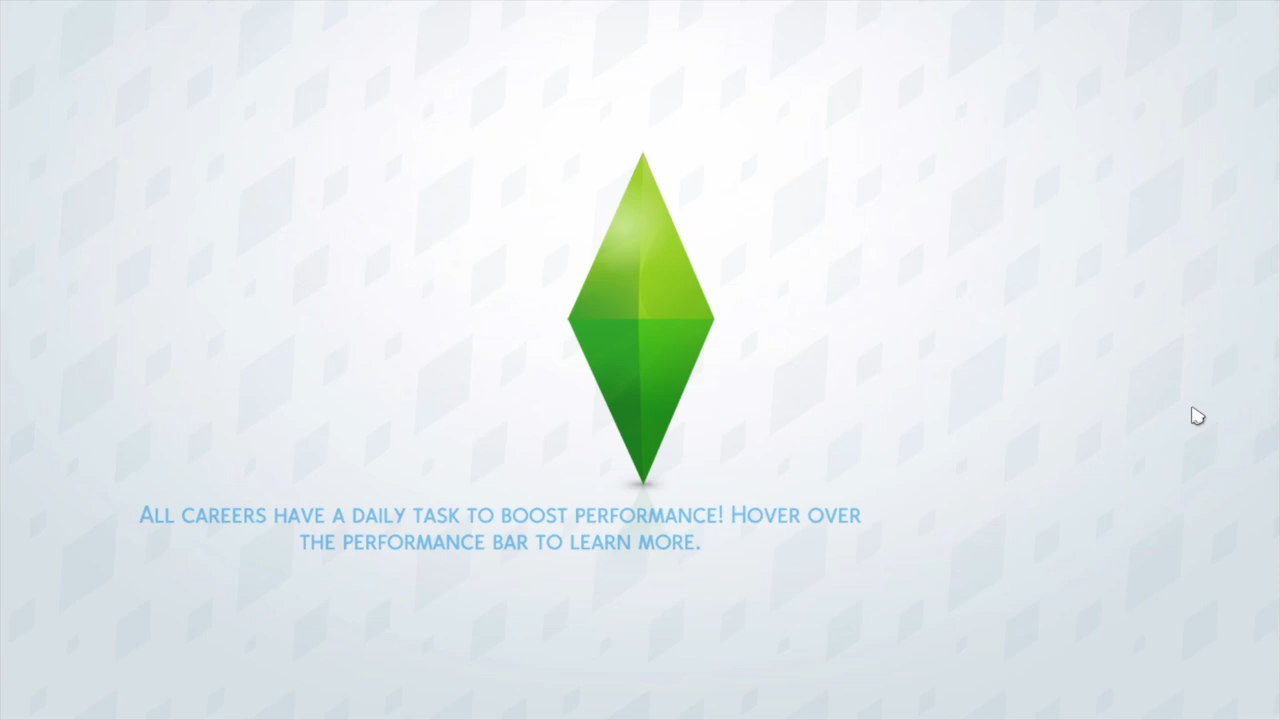 All careers have a daily task to boost performance! Hover over
the performance bar to learn more.